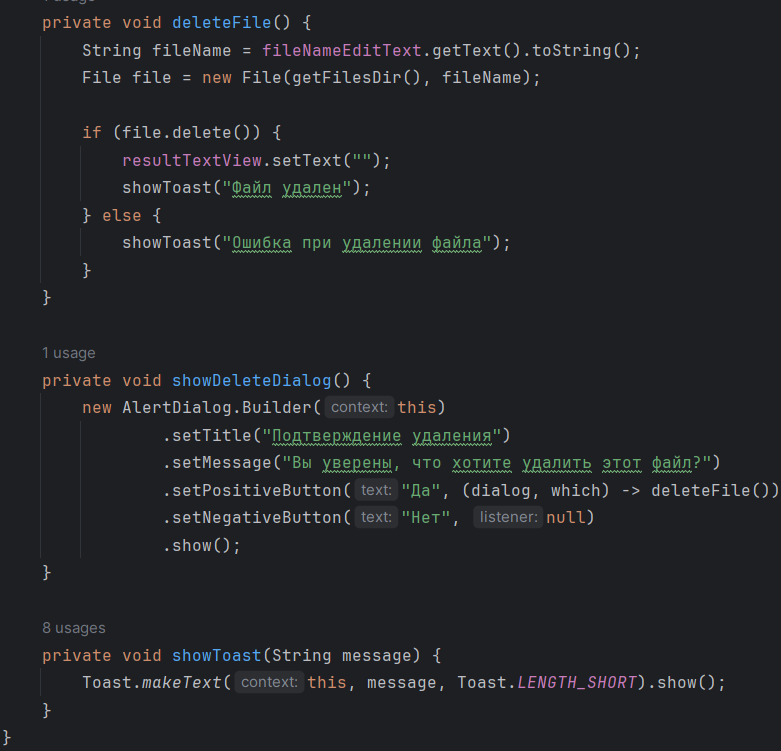 private void deleteFile() {
String fileName = fileNameEditText.getText().toString();
File file = new File(getFilesDir(), fileName);
if (file.delete()) {
resultTextView.setText("");
showToast("Файл удален");
} else {
showToast("Ошибка при удалении файла");
}
}
1 usage
private void showDeleteDialog() {
new AlertDialog.Builder( context: this)
.setTitle("Подтверждение удаления")
.setMessage("Вы уверены, что хотите удалить этот файл?")
.setPositiveButton( text: "Да", (dialog, which) -> deleteFile())
.setNegativeButton( text: "Нет", listener: null)
.show();
}
8 usages
private void showToast(String message) {
Toast.makeText( context: this, message, Toast.LENGTH_SHORT).show();
}
}